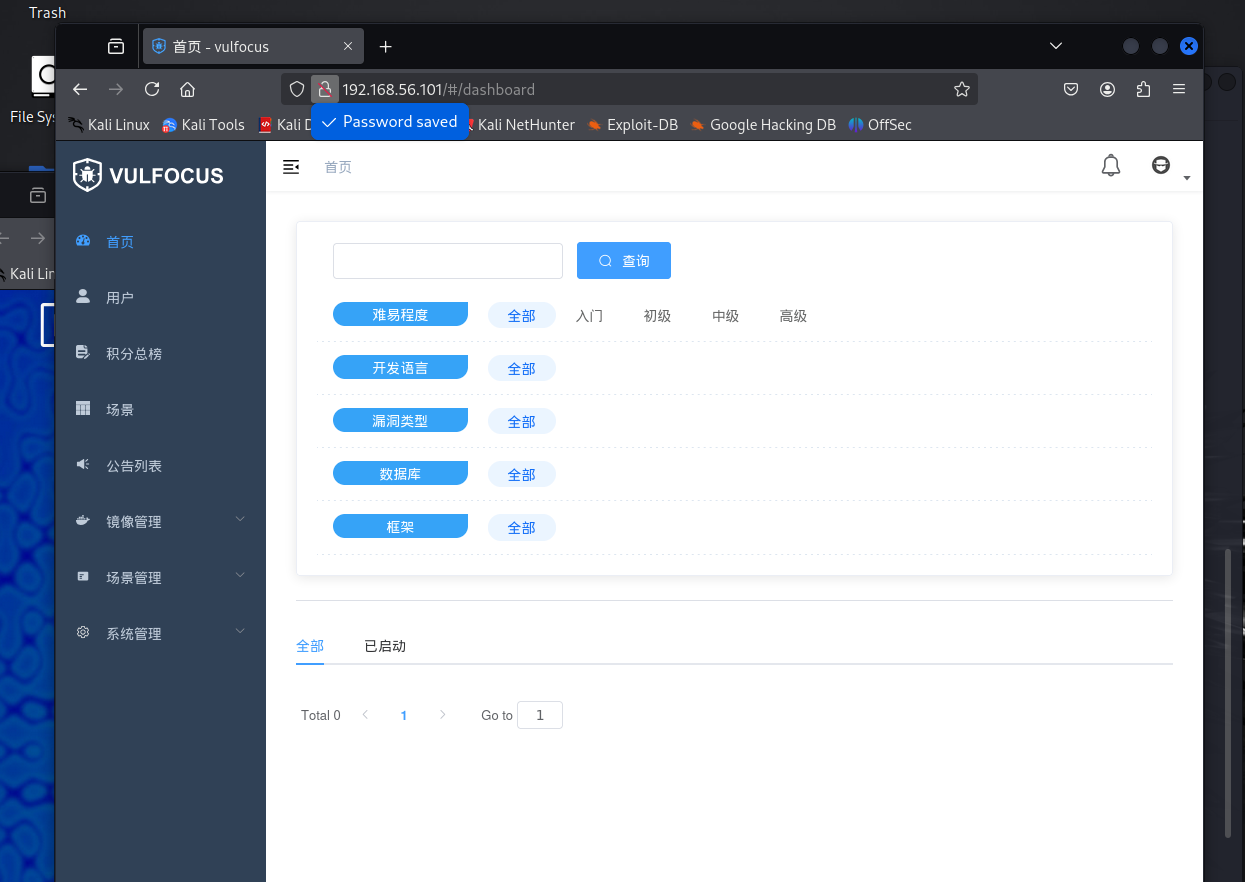 Trash
首页 - vulfocus
192.168.56.101/#/dashboard
File Sy
Kali Linux
Kali Tools
Kali D
Password saved
Kali NetHunter
Exploit-DB
Google Hacking DB
OffSec
VULFOCUS
首页
Kali Lin
首页
用户
积分总榜
场景
公告列表
镜像管理
场景管理
系统管理
查询
难易程度 全部 入门 初级 中级 高级
开发语言 全部
漏洞类型 全部
数据库 全部
框架 全部
全部 已启动
Total 0 1 Go to 1